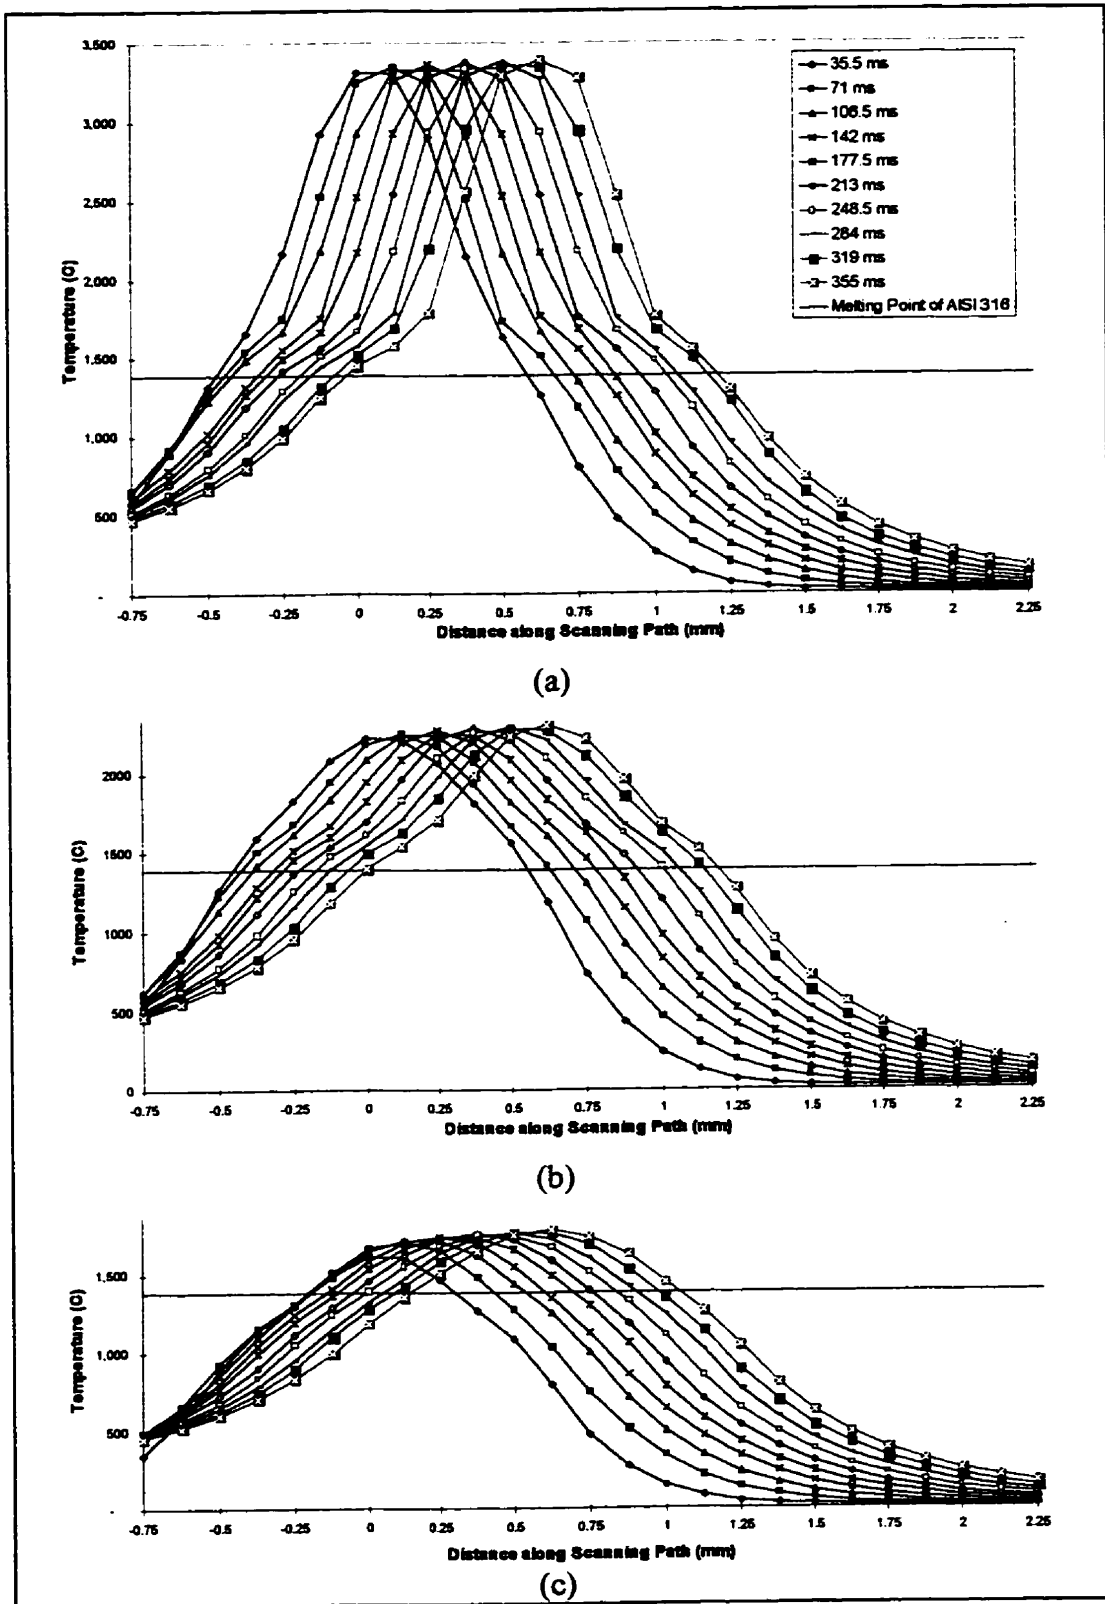 3,500
3,000
2,500
2,000
1,500
1,000
500
-
Temperature (C)
35.5 ms
71 ms
106.5 ms
142 ms
177.5 ms
213 ms
248.5 ms
284 ms
319 ms
355 ms
Melting Point of AISI 316
-0.75 -0.5 -0.25 0 0.25 0.5 0.75 1 1.25 1.5 1.75 2 2.25
Distance along Scanning Path (mm)
(a)
2000
1500
1000
500
0
Temperature (C)
-0.75 -0.5 -0.25 0 0.25 0.5 0.75 1 1.25 1.5 1.75 2 2.25
Distance along Scanning Path (mm)
(b)
1,500
1,000
500
-
Temperature (C)
-0.75 -0.5 -0.25 0 0.25 0.5 0.75 1 1.25 1.5 1.75 2 2.25
Distance along Scanning Path (mm)
(c)